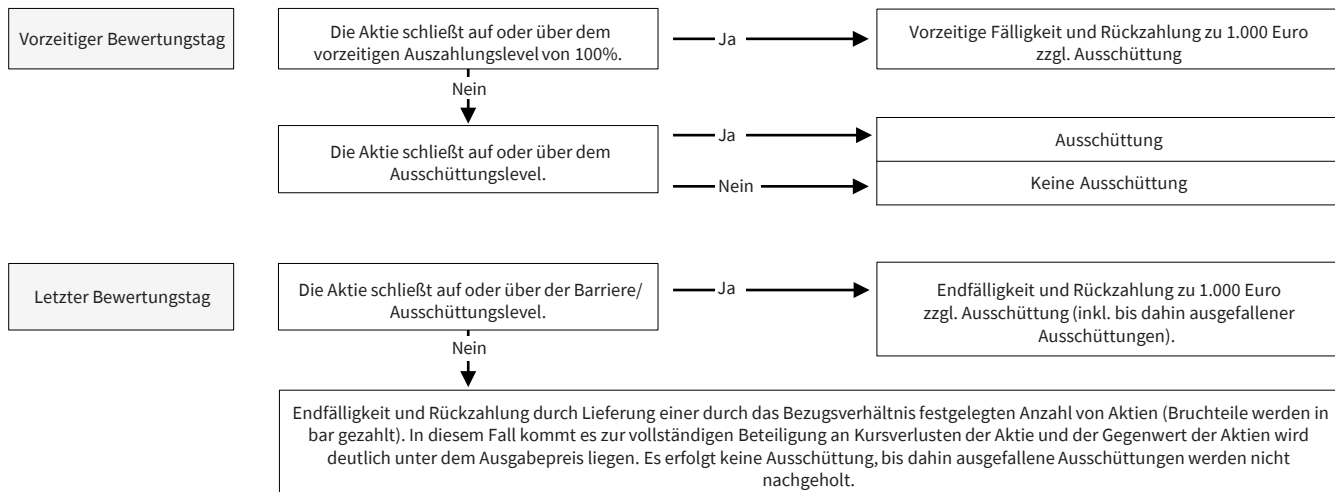 Vorzeitiger Bewertungstag
Die Aktie schließt auf oder über dem
vorzeitigen Auszahlungslevel von 100%.
Ja
Vorzeitige Fälligkeit und Rückzahlung zu 1.000 Euro
zzgl. Ausschüttung
Nein
Die Aktie schließt auf oder über dem
Ausschüttungslevel.
Ja
Ausschüttung
Nein
Keine Ausschüttung
Letzter Bewertungstag
Die Aktie schließt auf oder über der Barriere/
Ausschüttungslevel.
Ja
Endfälligkeit und Rückzahlung zu 1.000 Euro
zzgl. Ausschüttung (inkl. bis dahin ausgefallener
Ausschüttungen).
Nein
Endfälligkeit und Rückzahlung durch Lieferung einer durch das Bezugsverhältnis festgelegten Anzahl von Aktien (Bruchteile werden in
bar gezahlt). In diesem Fall kommt es zur vollständigen Beteiligung an Kursverlusten der Aktie und der Gegenwert der Aktien wird
deutlich unter dem Ausgabepreis liegen. Es erfolgt keine Ausschüttung, bis dahin ausgefallene Ausschüttungen werden nicht
nachgeholt.